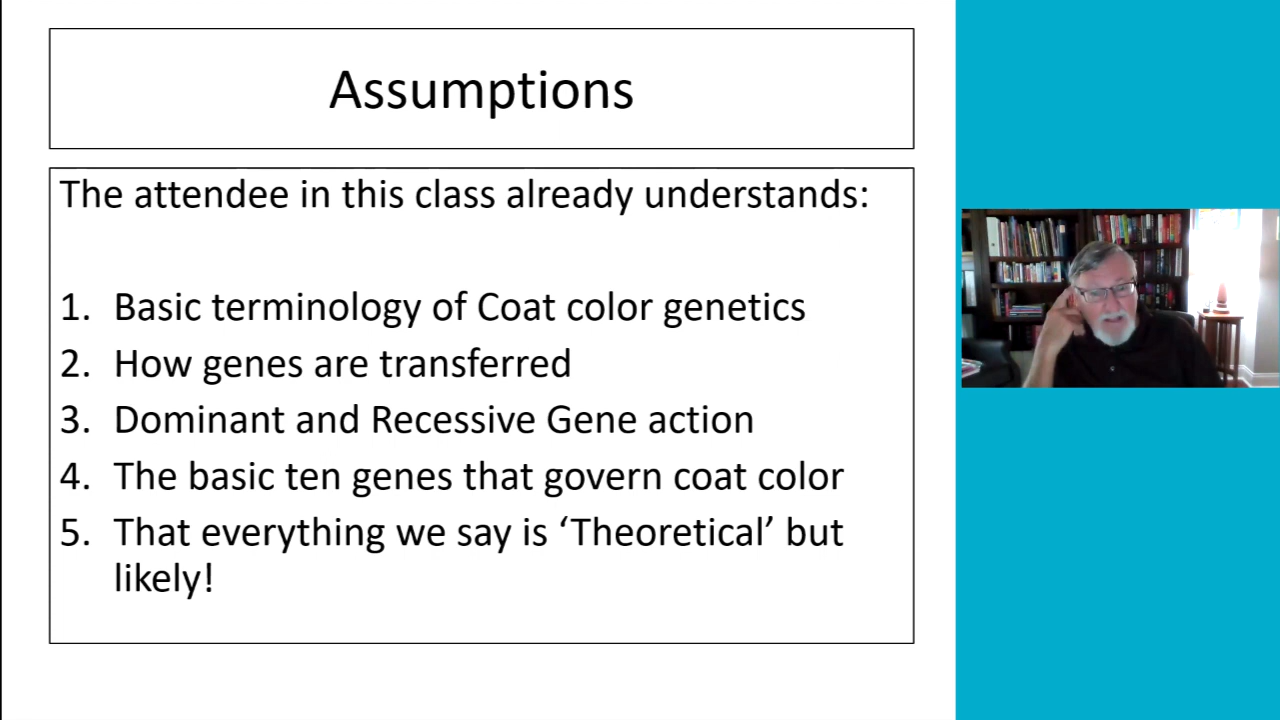 Assumptions
The attendee in this class already understands:
1. Basic terminology of Coat color genetics
2. How genes are transferred
3. Dominant and Recessive Gene action
4. The basic ten genes that govern coat color
5. That everything we say is ‘Theoretical’ but
likely!